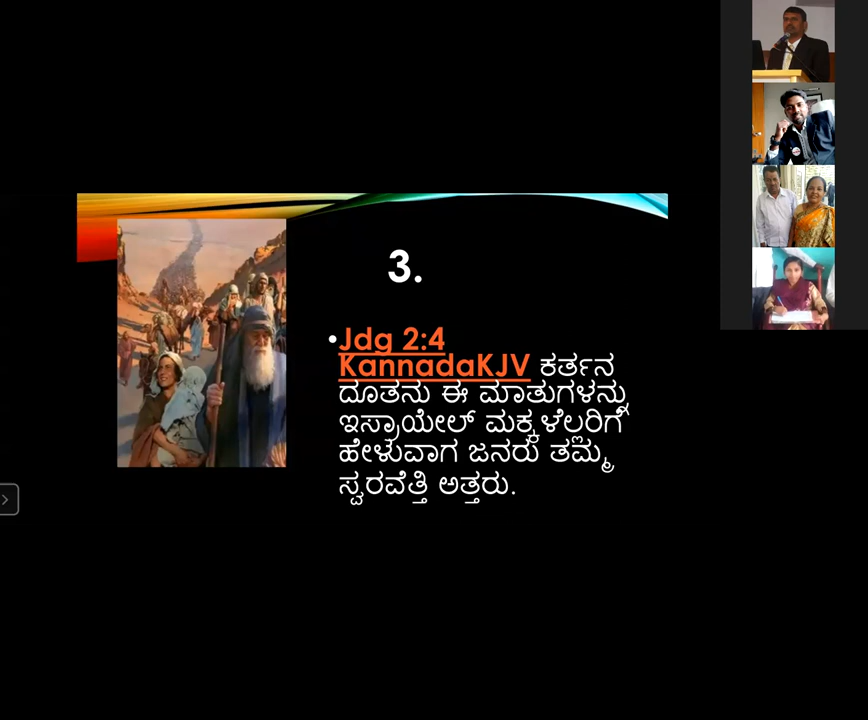 3.
•Jdg 2:4
KannadaKJV ಕರ್ತನ
ದೂತನು ಈ ಮಾತುಗಳನ್ನು
ಇಸ್ರಾಯೇಲ್ ಮಕ್ಕಳೆಲ್ಲರಿಗೆ
ಹೇಳುವಾಗ ಜನರು ತಮ್ಮ
ಸ್ವರವೆತ್ತಿ ಅತ್ತರು.